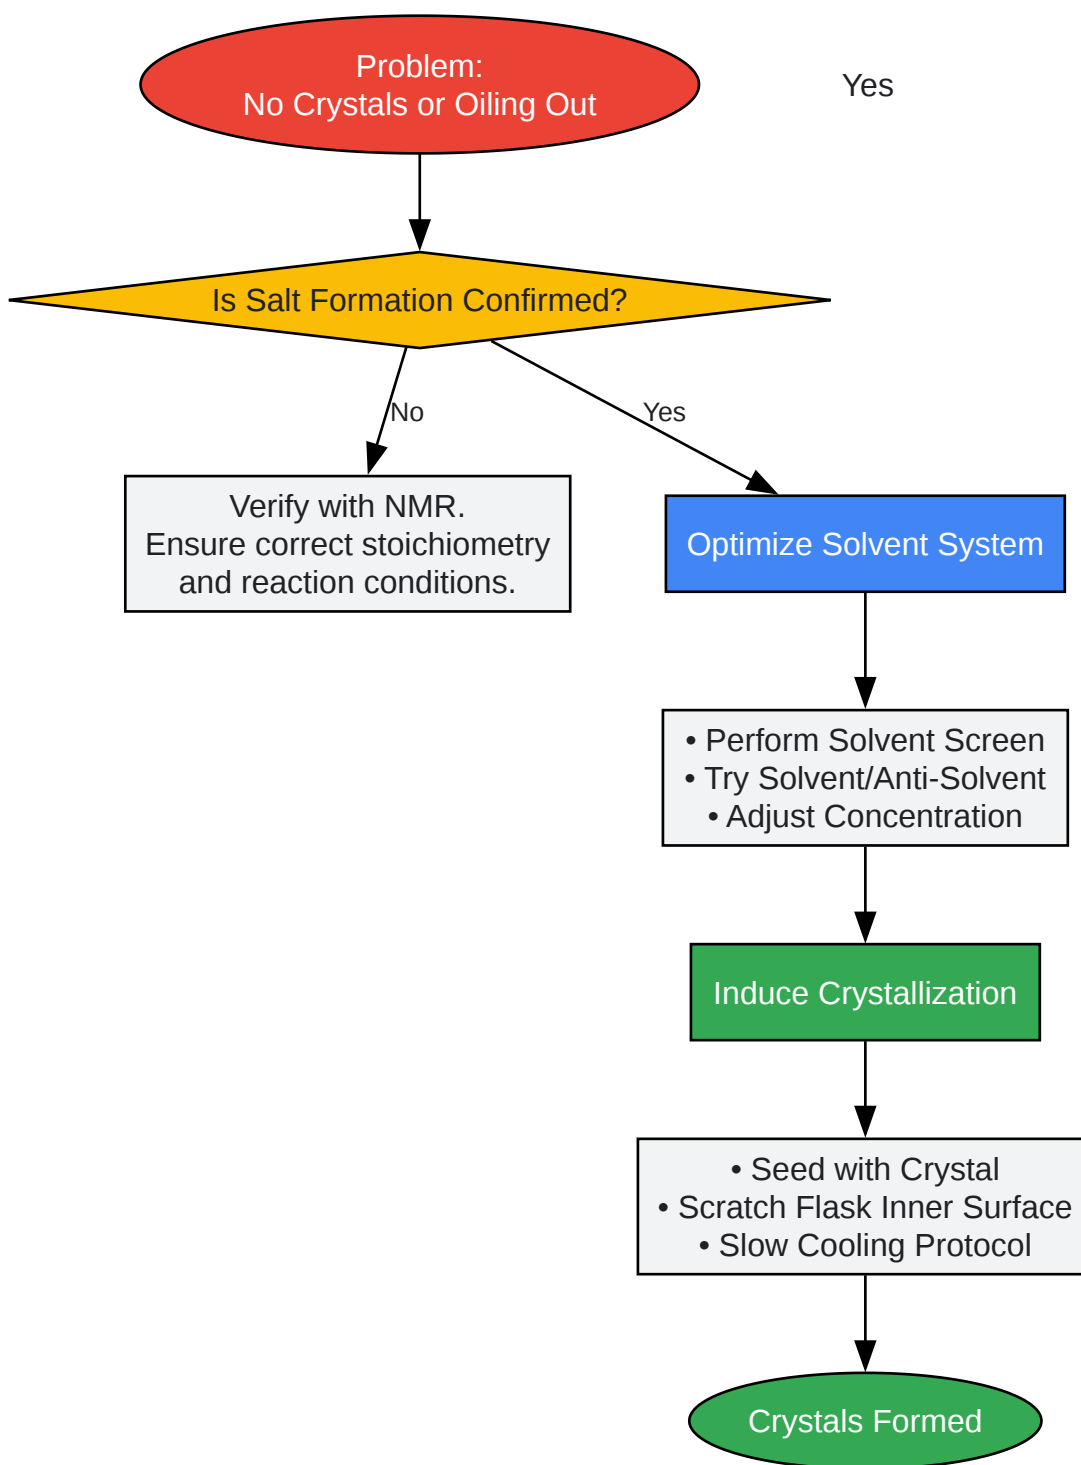 Problem:
No Crystals or Oiling Out
Yes
Is Salt Formation Confirmed?
No
Yes
Verify with NMR.
Ensure correct stoichiometry
and reaction conditions.
Optimize Solvent System
• Perform Solvent Screen
• Try Solvent/Anti-Solvent
• Adjust Concentration
Induce Crystallization
• Seed with Crystal
• Scratch Flask Inner Surface
• Slow Cooling Protocol
Crystals Formed